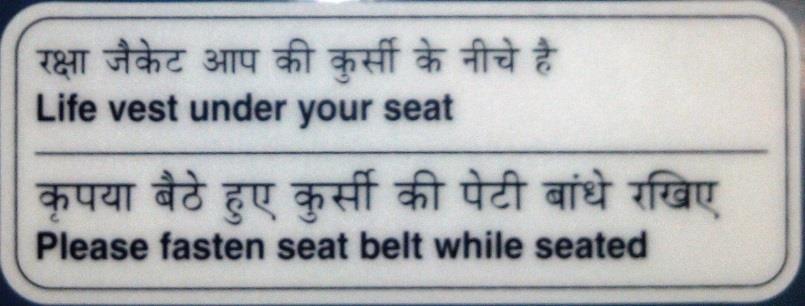 रक्षा जैकेट आप की कुर्सी के नीचे है
Life vest under your seat
कृपया बैठे हुए कुर्सी की पेटी बांधे रखिए
Please fasten seat belt while seated